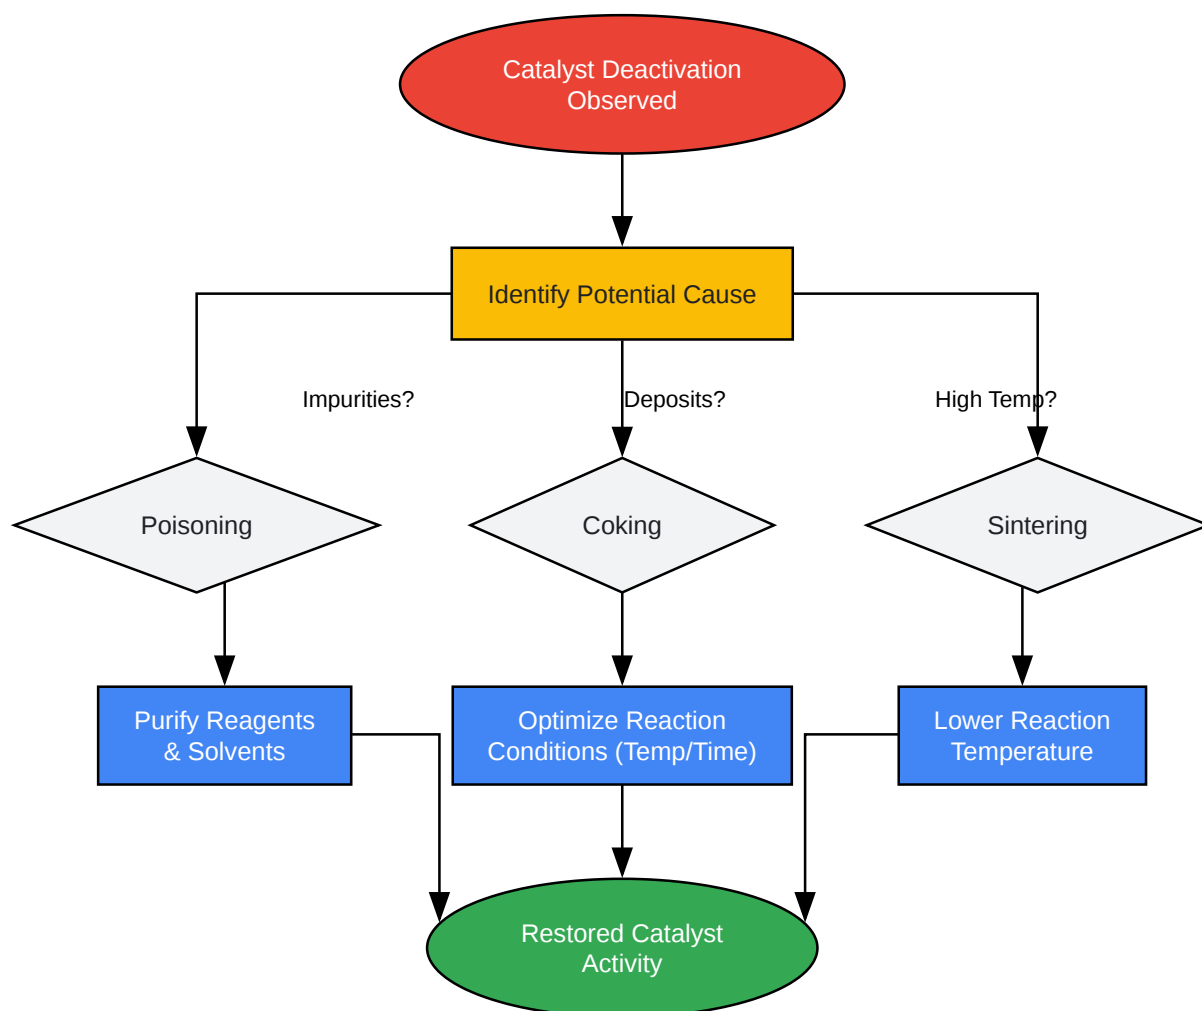 Catalyst Deactivation
Observed
Identify Potential Cause
Impurities?
Deposits?
High Temp?
Poisoning
Coking
Sintering
Purify Reagents
& Solvents
Optimize Reaction
Conditions (Temp/Time)
Lower Reaction
Temperature
Restored Catalyst
Activity